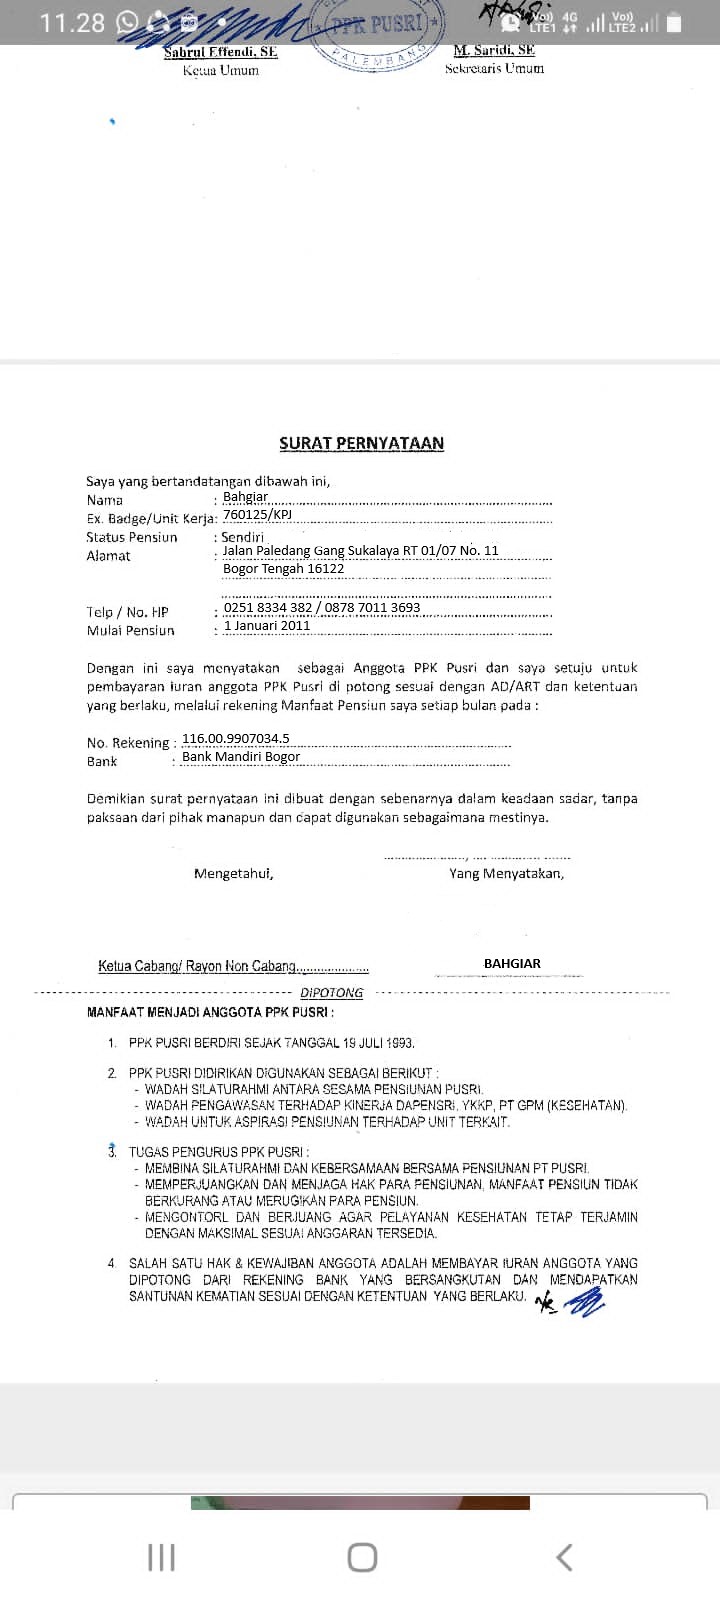 11.28
Vo)) 4G Vo))
LTE1 LTE2
PPK PUSRI
PALEMBANG
Sabrul Effendi, SE M. Saridi, SE
Ketua Umum Sekretaris Umum
SURAT PERNYATAAN
Saya yang bertandatangan dibawah ini,
Nama : Bahgiar
Ex. Badge/Unit Kerja: 760125/KPJ
Status Pensiun : Sendiri
Alamat : Jalan Paledang Gang Sukalaya RT 01/07 No. 11
Bogor Tengah 16122
Telp / No. HP : 0251 8334 382 / 0878 7011 3693
Mulai Pensiun : 1 Januari 2011
Dengan ini saya menyatakan sebagai Anggota PPK Pusri dan saya setuju untuk
pembayaran iuran anggota PPK Pusri di potong sesuai dengan AD/ART dan ketentuan
yang berlaku, melalui rekening Manfaat Pensiun saya setiap bulan pada :
No. Rekening : 116.00.9907034.5
Bank : Bank Mandiri Bogor
Demikian surat pernyataan ini dibuat dengan sebenarnya dalam keadaan sadar, tanpa
paksaan dari pihak manapun dan dapat digunakan sebagaimana mestinya.
Mengetahui, Yang Menyatakan,
Ketua Cabang/ Rayon Non Cabang..................... BAHGIAR
DIPOTONG
MANFAAT MENJADI ANGGOTA PPK PUSRI :
1. PPK PUSRI BERDIRI SEJAK TANGGAL 19 JULI 1993.
2. PPK PUSRI DIDIRIKAN DIGUNAKAN SEBAGAI BERIKUT :
- WADAH SILATURAHMI ANTARA SESAMA PENSIUNAN PUSRI.
- WADAH PENGAWASAN TERHADAP KINERJA DAPENSRI, YKKP, PT GPM (KESEHATAN).
- WADAH UNTUK ASPIRASI PENSIUNAN TERHADAP UNIT TERKAIT.
3. TUGAS PENGURUS PPK PUSRI :
- MEMBINA SILATURAHMI DAN KEBERSAMAAN BERSAMA PENSIUNAN PT PUSRI.
- MEMPERJUANGKAN DAN MENJAGA HAK PARA PENSIUNAN, MANFAAT PENSIUN TIDAK
BERKURANG ATAU MERUGIKAN PARA PENSIUN.
- MENGONTORL DAN BERJUANG AGAR PELAYANAN KESEHATAN TETAP TERJAMIN
DENGAN MAKSIMAL SESUAI ANGGARAN TERSEDIA.
4. SALAH SATU HAK & KEWAJIBAN ANGGOTA ADALAH MEMBAYAR IURAN ANGGOTA YANG
DIPOTONG DARI REKENING BANK YANG BERSANGKUTAN DAN MENDAPATKAN
SANTUNAN KEMATIAN SESUAI DENGAN KETENTUAN YANG BERLAKU.